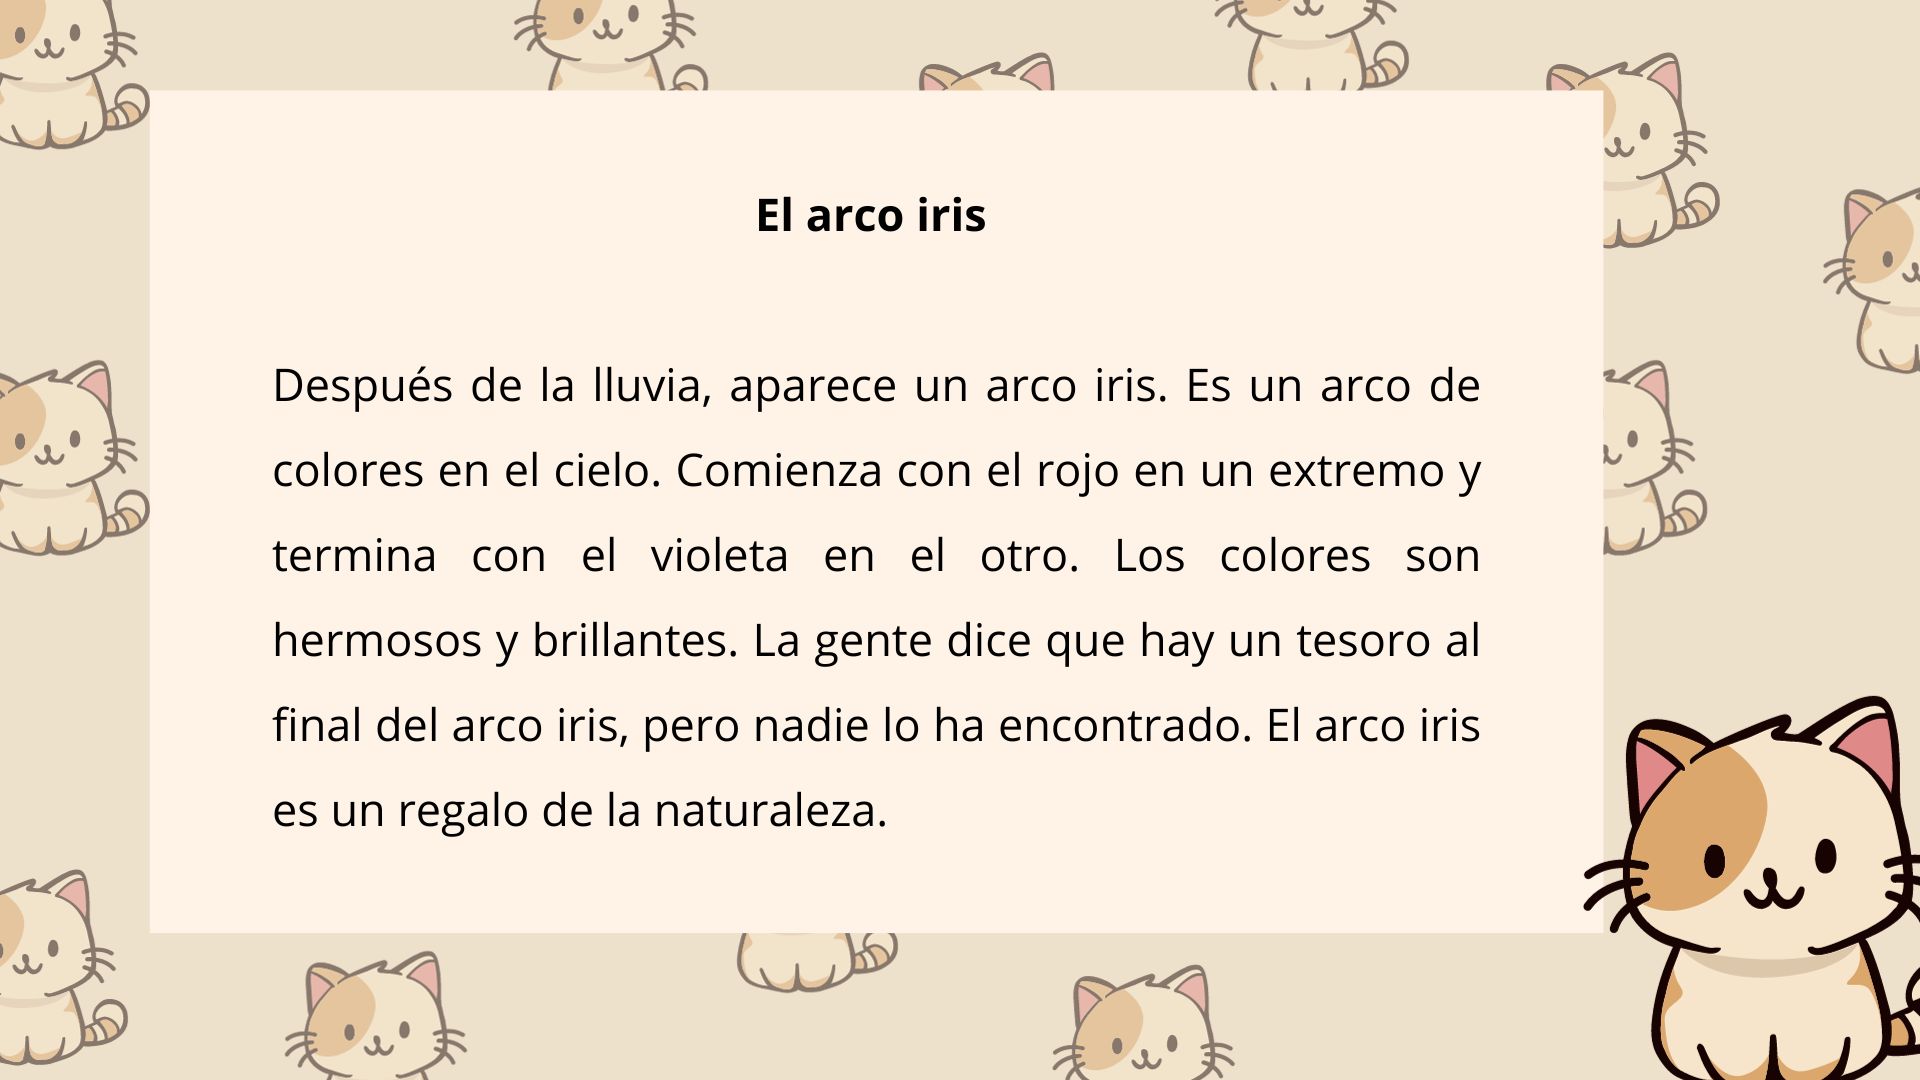 El arco iris
Después de la lluvia, aparece un arco iris. Es un arco de
colores en el cielo. Comienza con el rojo en un extremo y
termina con el violeta en el otro. Los colores son
hermosos y brillantes. La gente dice que hay un tesoro al
final del arco iris, pero nadie lo ha encontrado. El arco iris
es un regalo de la naturaleza.